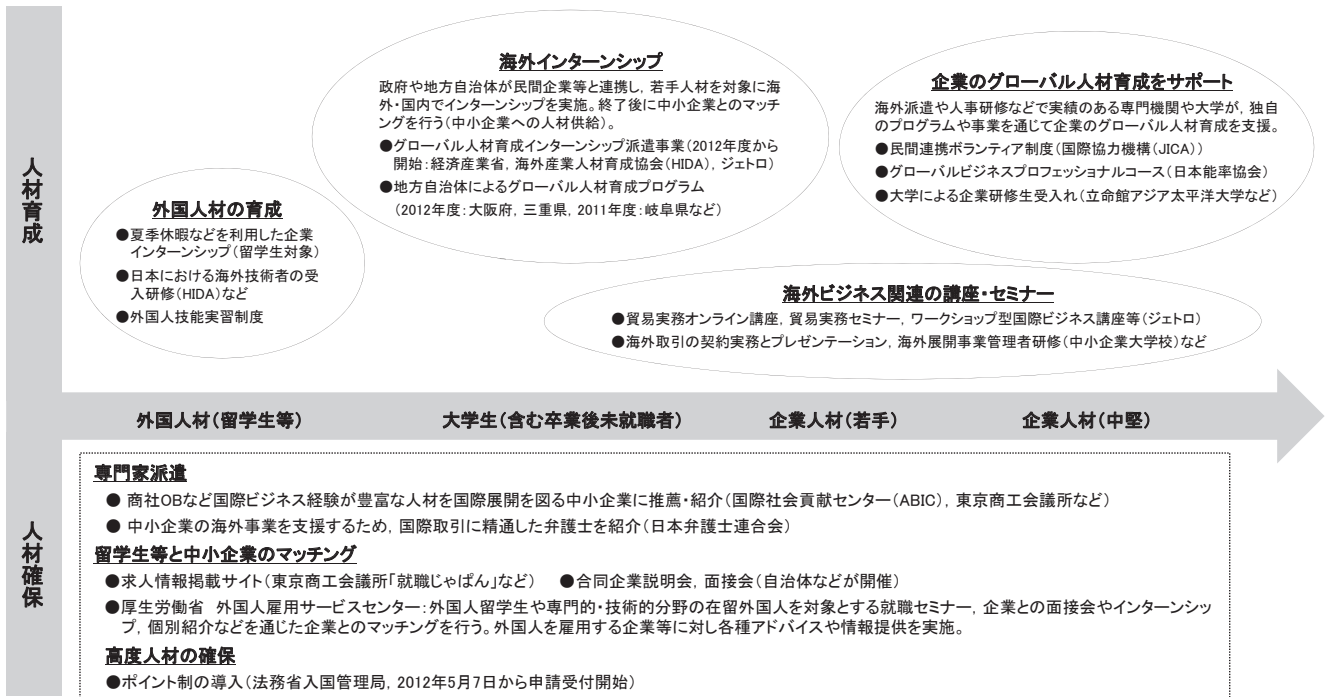 人材育成
海外インターンシップ
政府や地方自治体が民間企業等と連携し，若手人材を対象に海
外・国内でインターンシップを実施。終了後に中小企業とのマッチ
ングを行う（中小企業への人材供給）。
●グローバル人材育成インターンシップ派遣事業（2012年度から
開始：経済産業省，海外産業人材育成協会（HIDA），ジェトロ）
●地方自治体によるグローバル人材育成プログラム
（2012年度：大阪府，三重県，2011年度：岐阜県など）
企業のグローバル人材育成をサポート
海外派遣や人事研修などで実績のある専門機関や大学が，独自
のプログラムや事業を通じて企業のグローバル人材育成を支援。
●民間連携ボランティア制度（国際協力機構（JICA））
●グローバルビジネスプロフェッショナルコース（日本能率協会）
●大学による企業研修生受入れ（立命館アジア太平洋大学など）
外国人材の育成
●夏季休暇などを利用した企業
インターンシップ（留学生対象）
●日本における海外技術者の受
入研修（HIDA）など
●外国人技能実習制度
海外ビジネス関連の講座・セミナー
●貿易実務オンライン講座，貿易実務セミナー，ワークショップ型国際ビジネス講座等（ジェトロ）
●海外取引の契約実務とプレゼンテーション，海外展開事業管理者研修（中小企業大学校）など
外国人材（留学生等） 大学生（含む卒業後未就職者） 企業人材（若手） 企業人材（中堅）
人材確保
専門家派遣
● 商社OBなど国際ビジネス経験が豊富な人材を国際展開を図る中小企業に推薦・紹介（国際社会貢献センター（ABIC），東京商工会議所など）
● 中小企業の海外事業を支援するため，国際取引に精通した弁護士を紹介（日本弁護士連合会）
留学生等と中小企業のマッチング
●求人情報掲載サイト（東京商工会議所「就職じゃぱん」など） ●合同企業説明会，面接会（自治体などが開催）
●厚生労働省 外国人雇用サービスセンター：外国人留学生や専門的・技術的分野の在留外国人を対象とする就職セミナー，企業との面接会やインターンシッ
プ，個別紹介などを通じた企業とのマッチングを行う。外国人を雇用する企業等に対し各種アドバイスや情報提供を実施。
高度人材の確保
●ポイント制の導入（法務省入国管理局，2012年5月7日から申請受付開始）